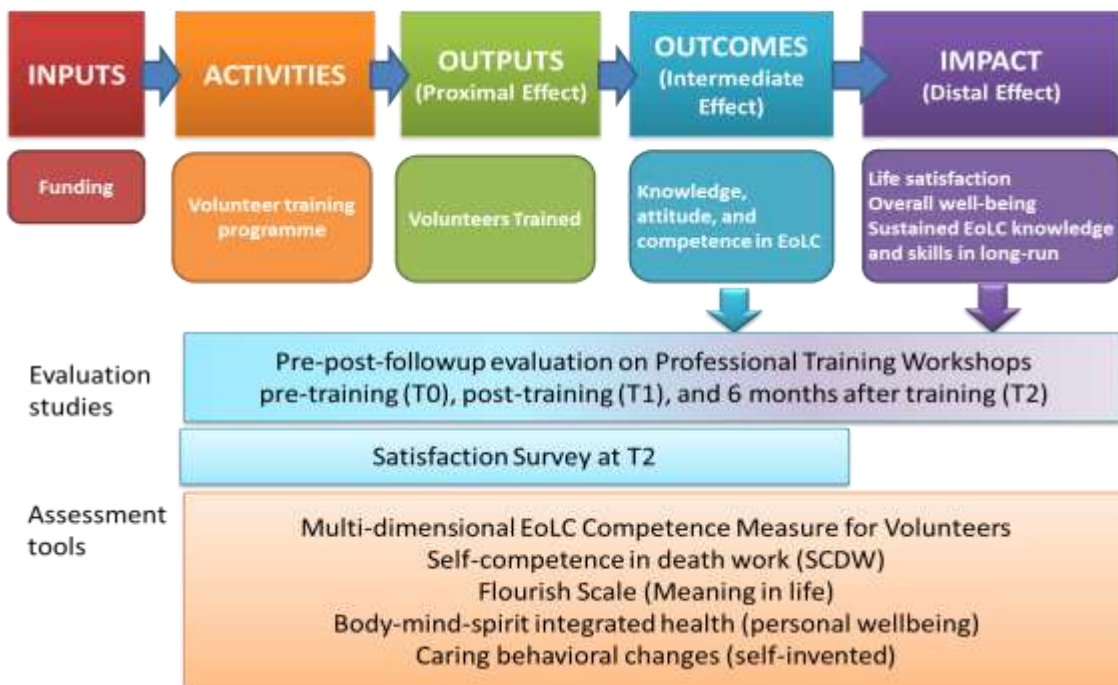 INPUTS
ACTIVITIES
OUTPUTS
(Proximal Effect)
OUTCOMES
(Intermediate
Effect)
IMPACT
(Distal Effect)
Funding
Volunteer training
programme
Volunteers Trained
Knowledge,
attitude, and
competence in EoLC
Life satisfaction
Overall well-being
Sustained EoLC knowledge
and skills in long-run
Evaluation
studies
Pre-post-followup evaluation on Professional Training Workshops
pre-training (T0), post-training (T1), and 6 months after training (T2)
Satisfaction Survey at T2
Assessment
tools
Multi-dimensional EoLC Competence Measure for Volunteers
Self-competence in death work (SCDW)
Flourish Scale (Meaning in life)
Body-mind-spirit integrated health (personal wellbeing)
Caring behavioral changes (self-invented)